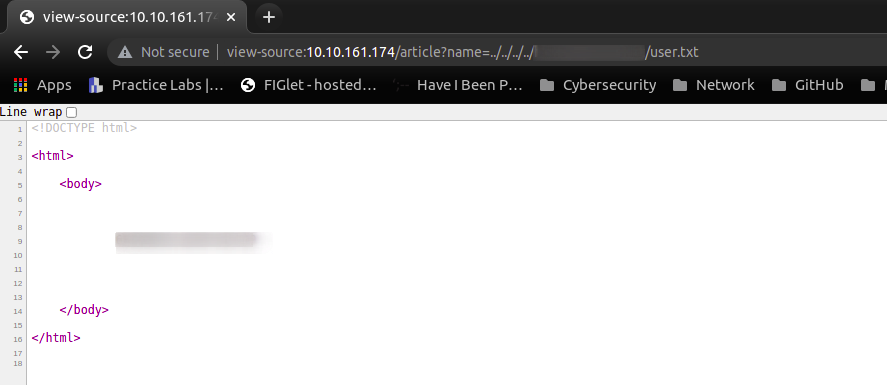 view-source:10.10.161.174
Not secure | view-source:10.10.161.174/article?name=../../../../ /user.txt
Apps Practice Labs |... FIGlet - hosted... Have I Been P... Cybersecurity Network GitHub
Line wrap
1 <!DOCTYPE html>
2
3 <html>
4
5 <body>
6
7
8
9
10
11
12
13
14 </body>
15
16 </html>
17
18